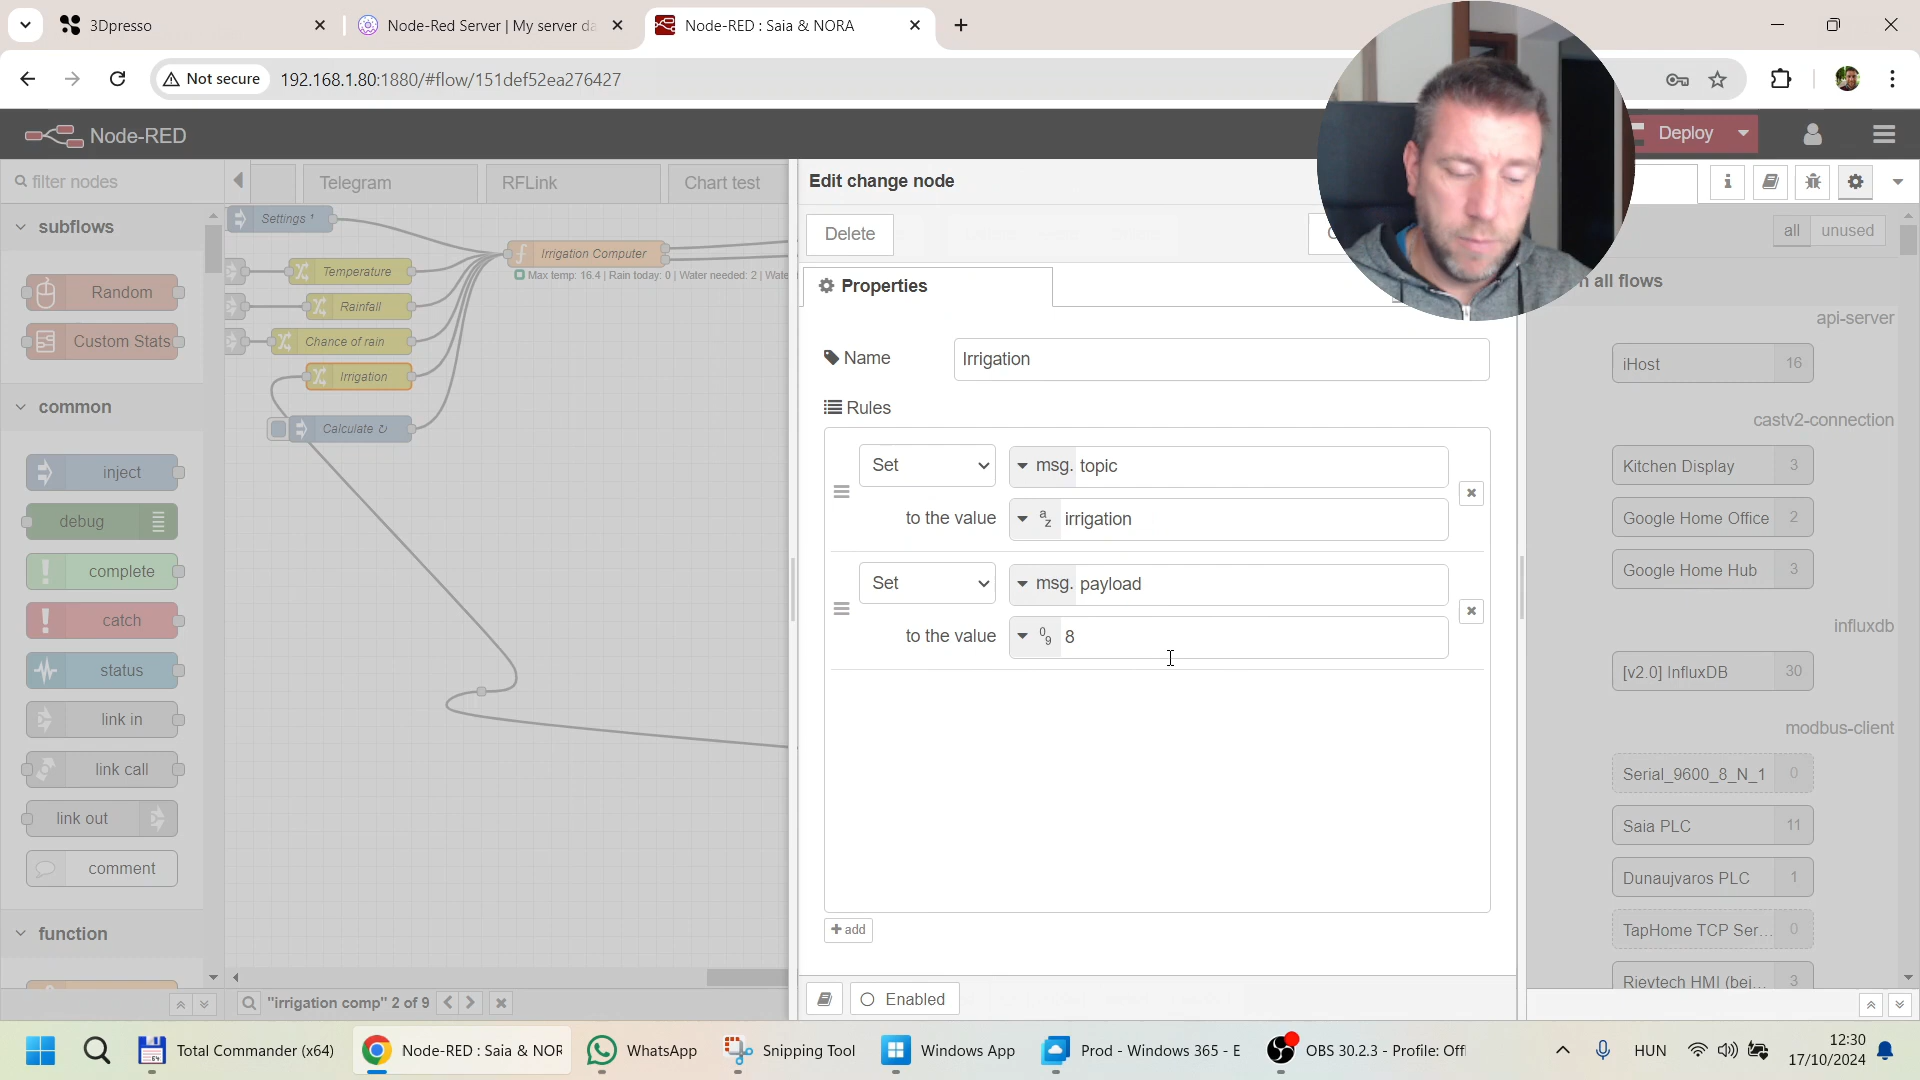 3Dpresso
Node-Red Server | My server da
Node-RED : Saia & NORA
Not secure
192.168.1.80:1880/#flow/151def52ea276427
Node-RED
Deploy
filter nodes
Telegram
RFLink
Chart test
Edit change node
all
unused
subflows
Random
Custom Stats
common
inject
debug
complete
catch
status
link in
link call
link out
comment
function
Settings ¹
Temperature
Rainfall
Chance of rain
Irrigation
Calculate ↻
Irrigation Computer
Max temp: 16.4 | Rain today: 0 | Water needed: 2 | Wate
Delete
Properties
Name
Irrigation
Rules
Set
msg. topic
to the value
irrigation
Set
msg. payload
to the value
8
add
Enabled
all flows
api-server
iHost 16
castv2-connection
Kitchen Display 3
Google Home Office 2
Google Home Hub 3
influxdb
[v2.0] InfluxDB 30
modbus-client
Serial_9600_8_N_1 0
Saia PLC 11
Dunaujvaros PLC 1
TapHome TCP Ser... 0
Rievtech HMI (bej... 3
"irrigation comp" 2 of 9
Total Commander (x64)
Node-RED : Saia & NOR
WhatsApp
Snipping Tool
Windows App
Prod - Windows 365 - E
OBS 30.2.3 - Profile: Offi
HUN
12:30
17/10/2024